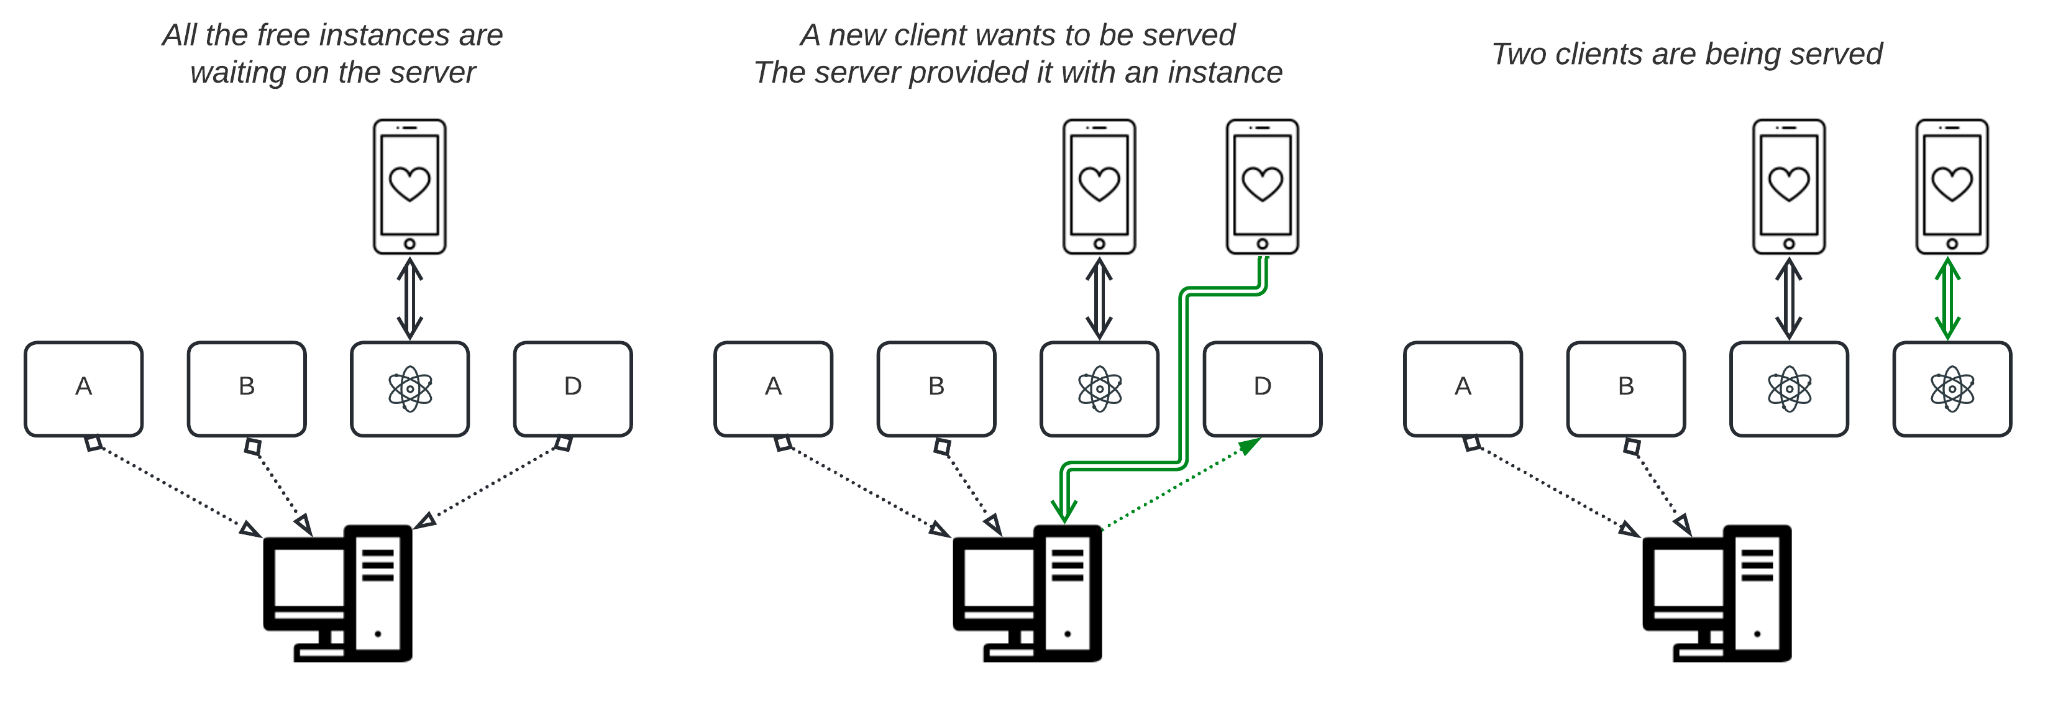 All the free instances are
waiting on the server
A
B
D
A new client wants to be served
The server provided it with an instance
A
B
D
Two clients are being served
A
B